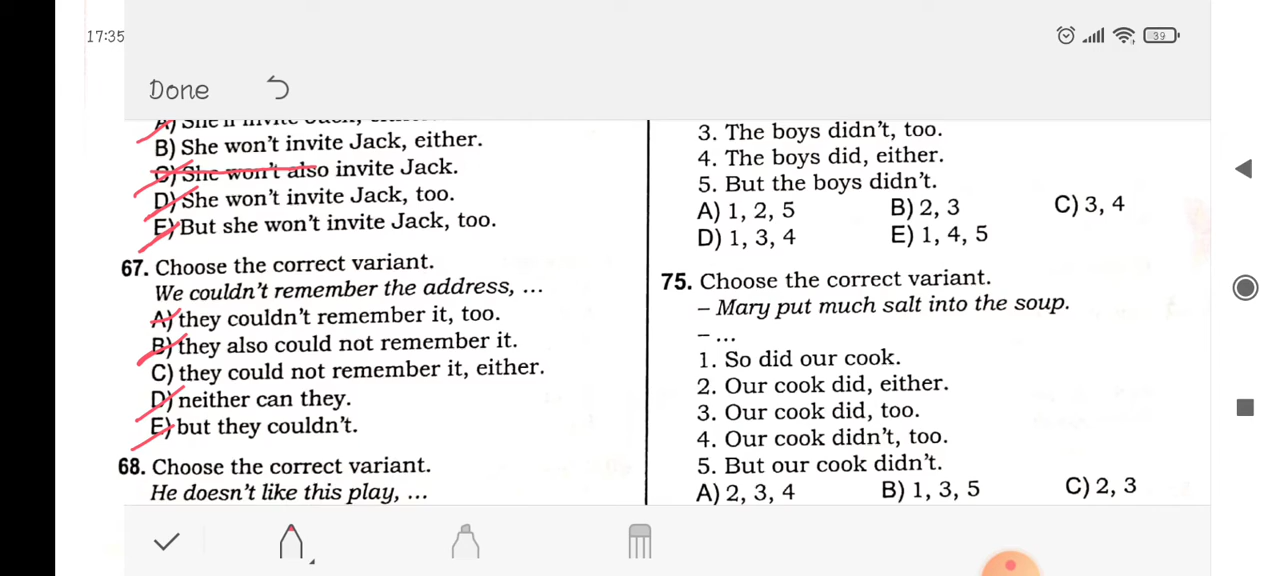 17:35
39
Done
B) She won't invite Jack, either.
C) She won't also invite Jack.
D) She won't invite Jack, too.
E) But she won't invite Jack, too.
67. Choose the correct variant.
We couldn't remember the address, ...
A) they couldn't remember it, too.
B) they also could not remember it.
C) they could not remember it, either.
D) neither can they.
E) but they couldn't.
68. Choose the correct variant.
He doesn't like this play, ...
3. The boys didn't, too.
4. The boys did, either.
5. But the boys didn't.
A) 1, 2, 5 B) 2, 3 C) 3, 4
D) 1, 3, 4 E) 1, 4, 5
75. Choose the correct variant.
– Mary put much salt into the soup.
– ...
1. So did our cook.
2. Our cook did, either.
3. Our cook did, too.
4. Our cook didn't, too.
5. But our cook didn't.
A) 2, 3, 4 B) 1, 3, 5 C) 2, 3